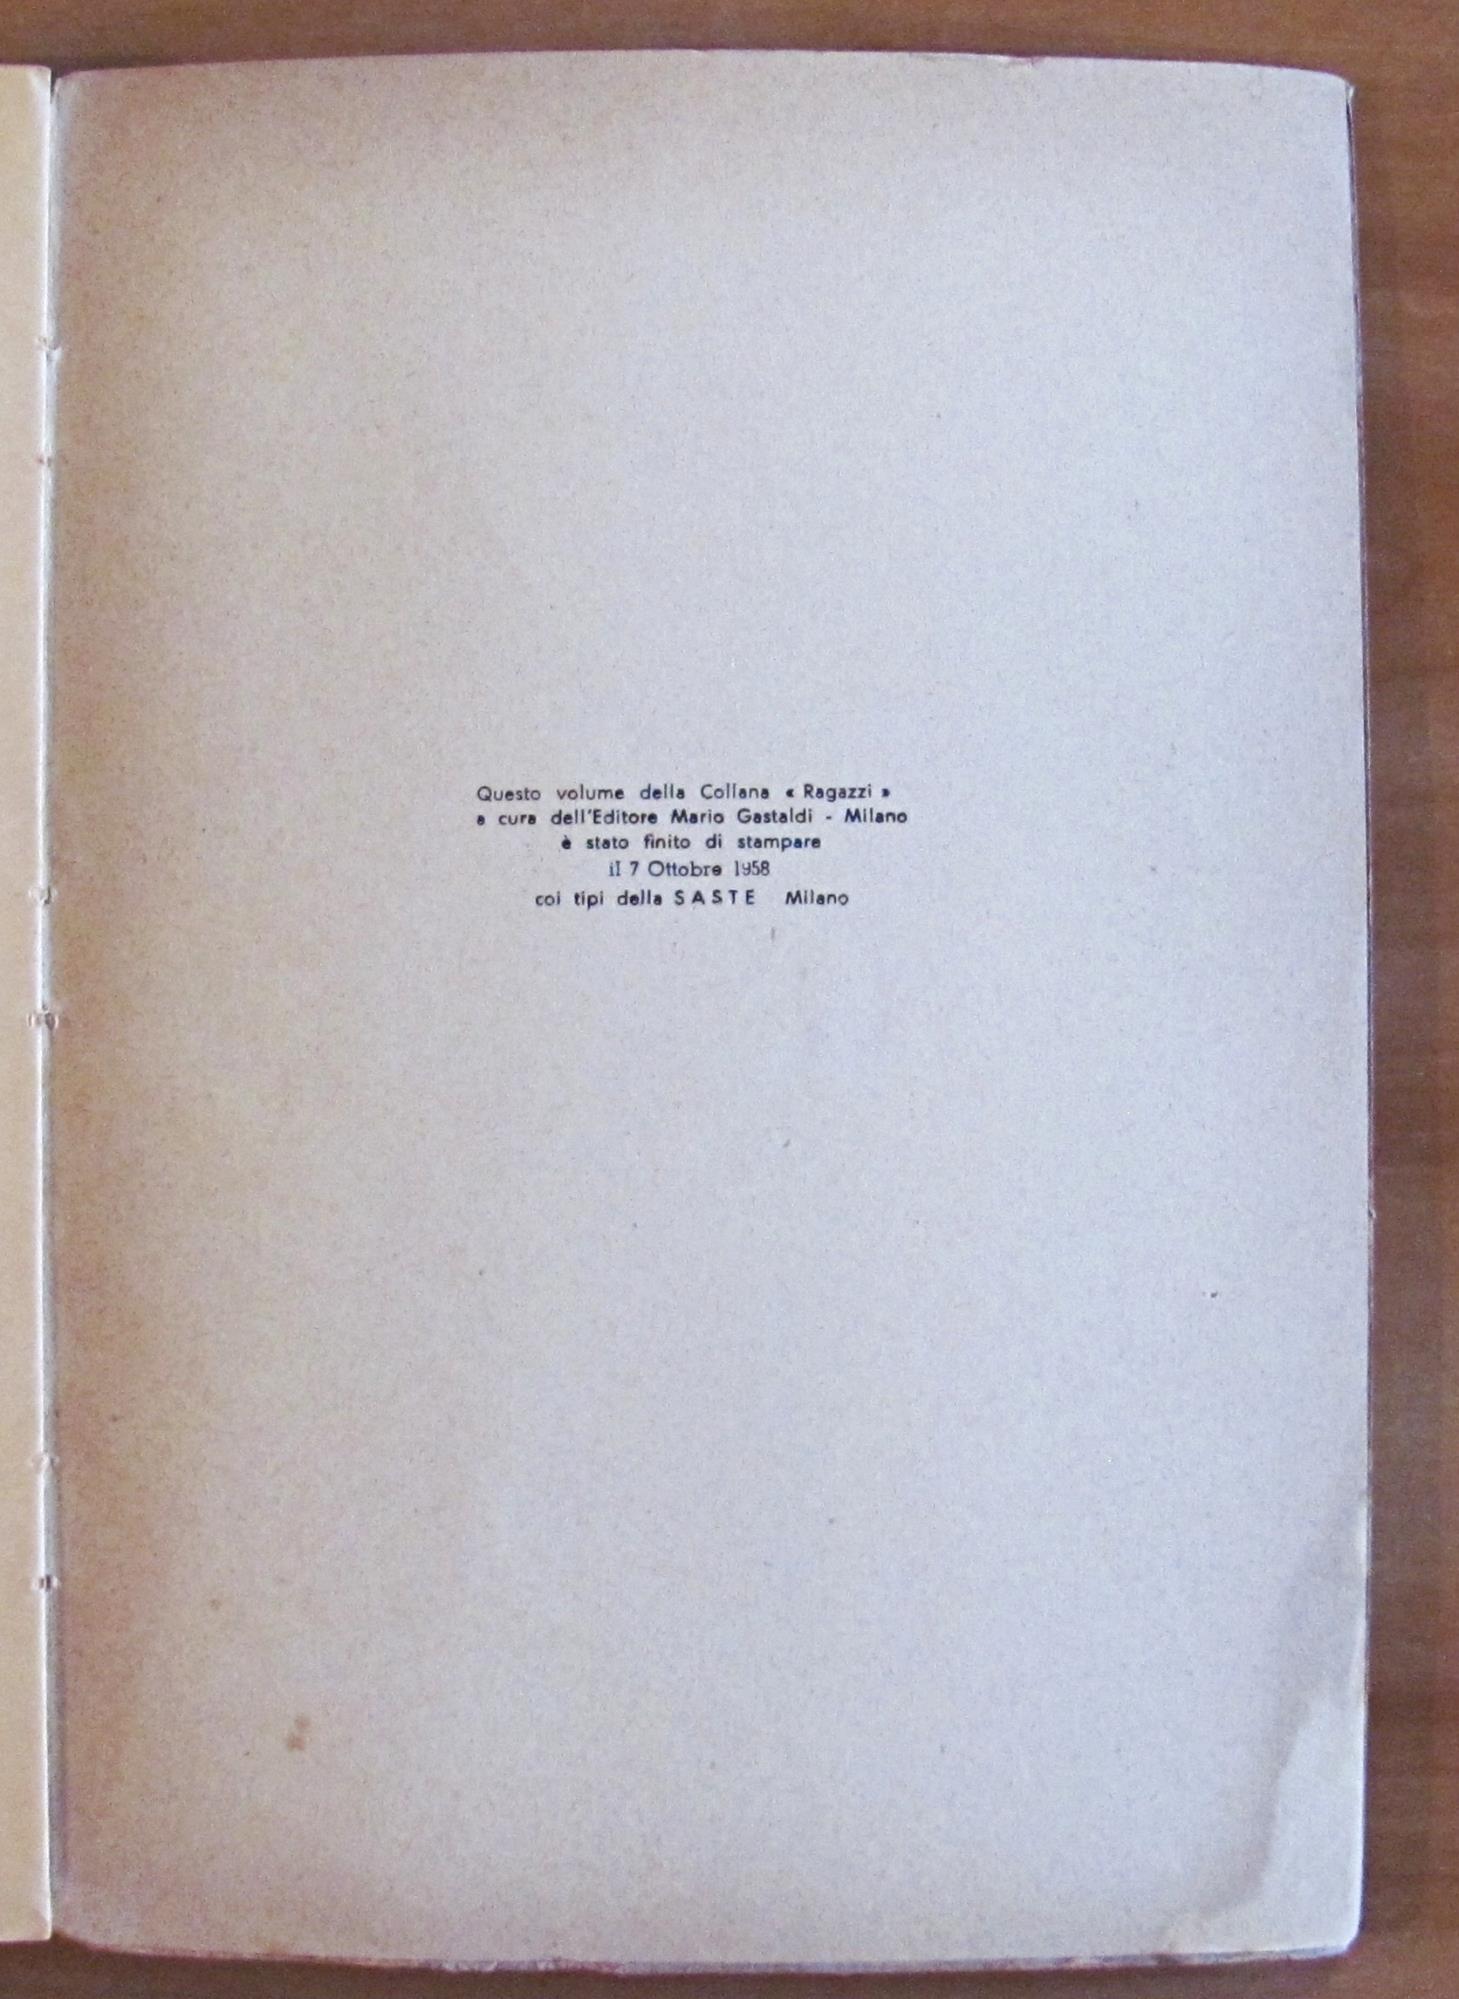 Questo volume della Collana « Ragazzi »
a cura dell'Editore Mario Gastaldi - Milano
è stato finito di stampare
il 7 Ottobre 1958
coi tipi della SASTE Milano